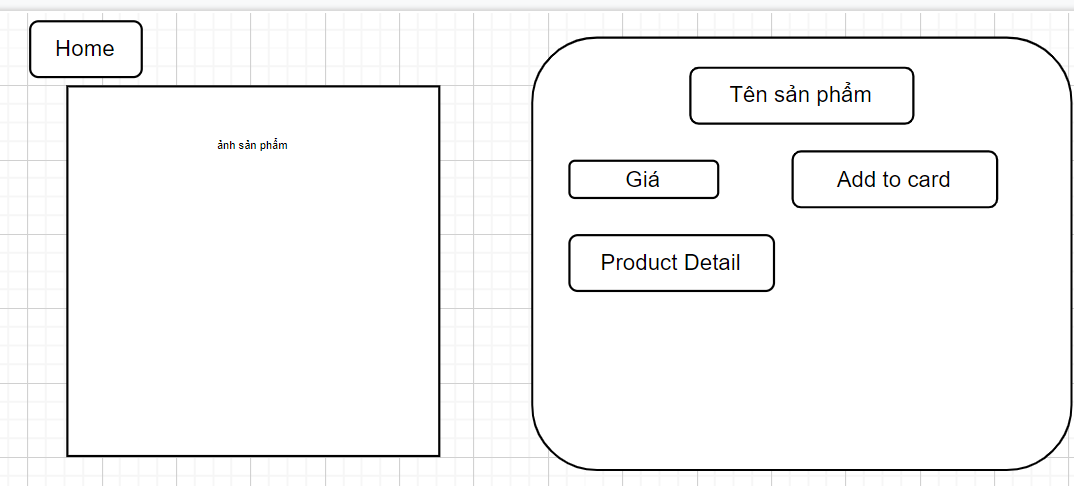 Home
ảnh sản phẩm
Tên sản phẩm
Giá
Add to card
Product Detail